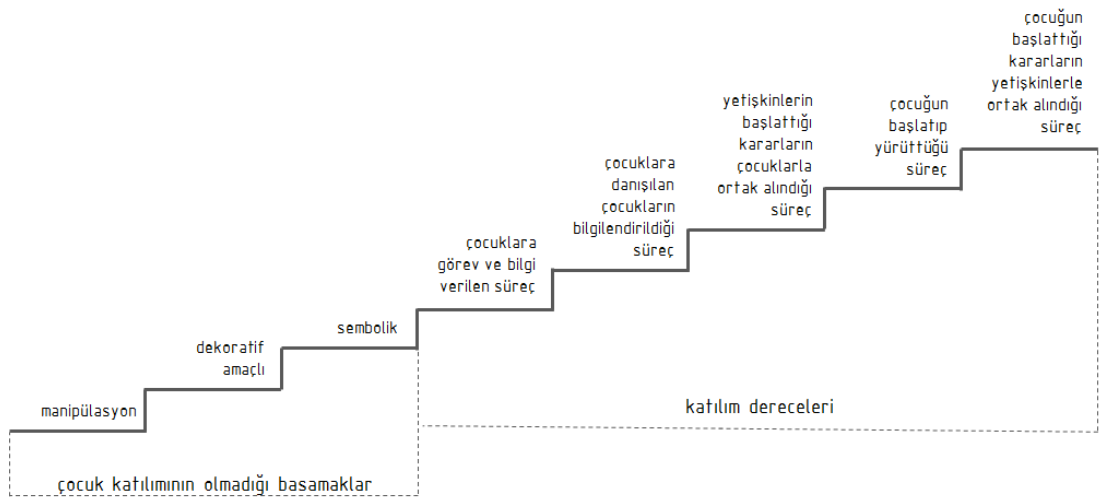 manipülasyon
dekoratif
amaçlı
sembolik
çocuklara
görev ve bilgi
verilen süreç
çocuklara
danışılan
çocukların
bilgilendirildiği
süreç
yetişkinlerin
başlattığı
kararların
çocuklarla
ortak alındığı
süreç
çocuğun
başlatıp
yürüttüğü
süreç
çocuğun
başlattığı
kararların
yetişkinlerle
ortak alındığı
süreç
katılım dereceleri
çocuk katılımının olmadığı basamaklar